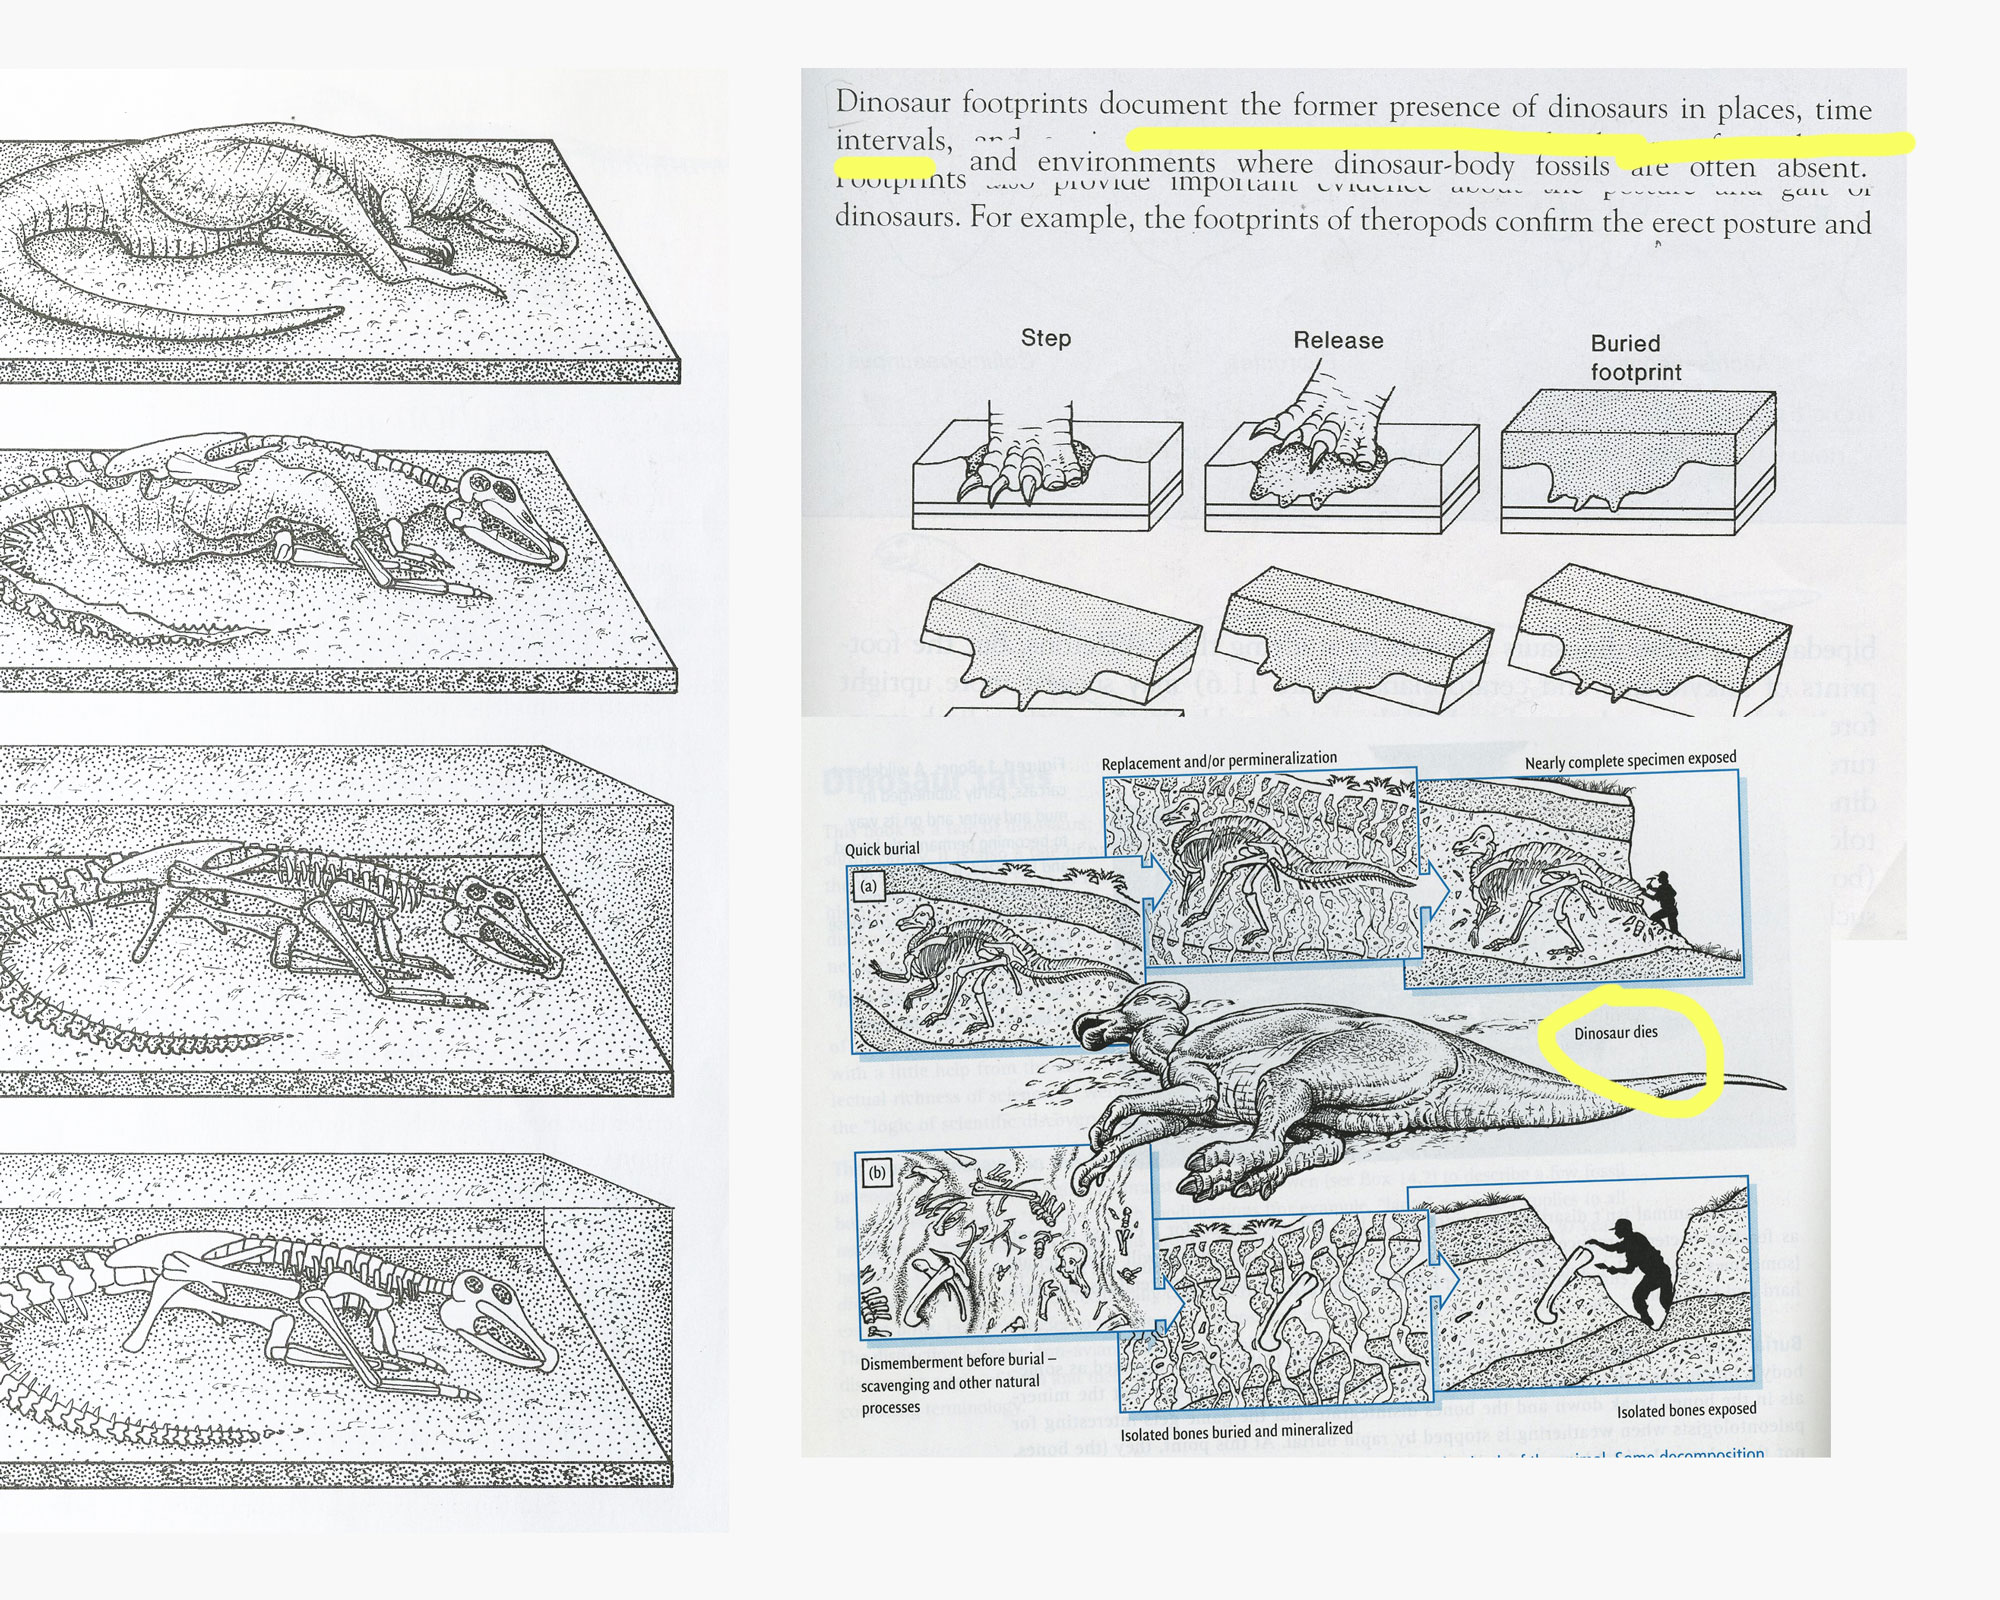 Dinosaur footprints document the former presence of dinosaurs in places, time
intervals,
and environments where dinosaur-body fossils are often absent.
Footprints also provide important evidence about the posture and gait of
dinosaurs. For example, the footprints of theropods confirm the erect posture and
Step
Release
Buried
footprint
Replacement and/or permineralization
Nearly complete specimen exposed
Quick burial
(a)
Dinosaur dies
(b)
Dismemberment before burial –
scavenging and other natural
processes
Isolated bones buried and mineralized
Isolated bones exposed